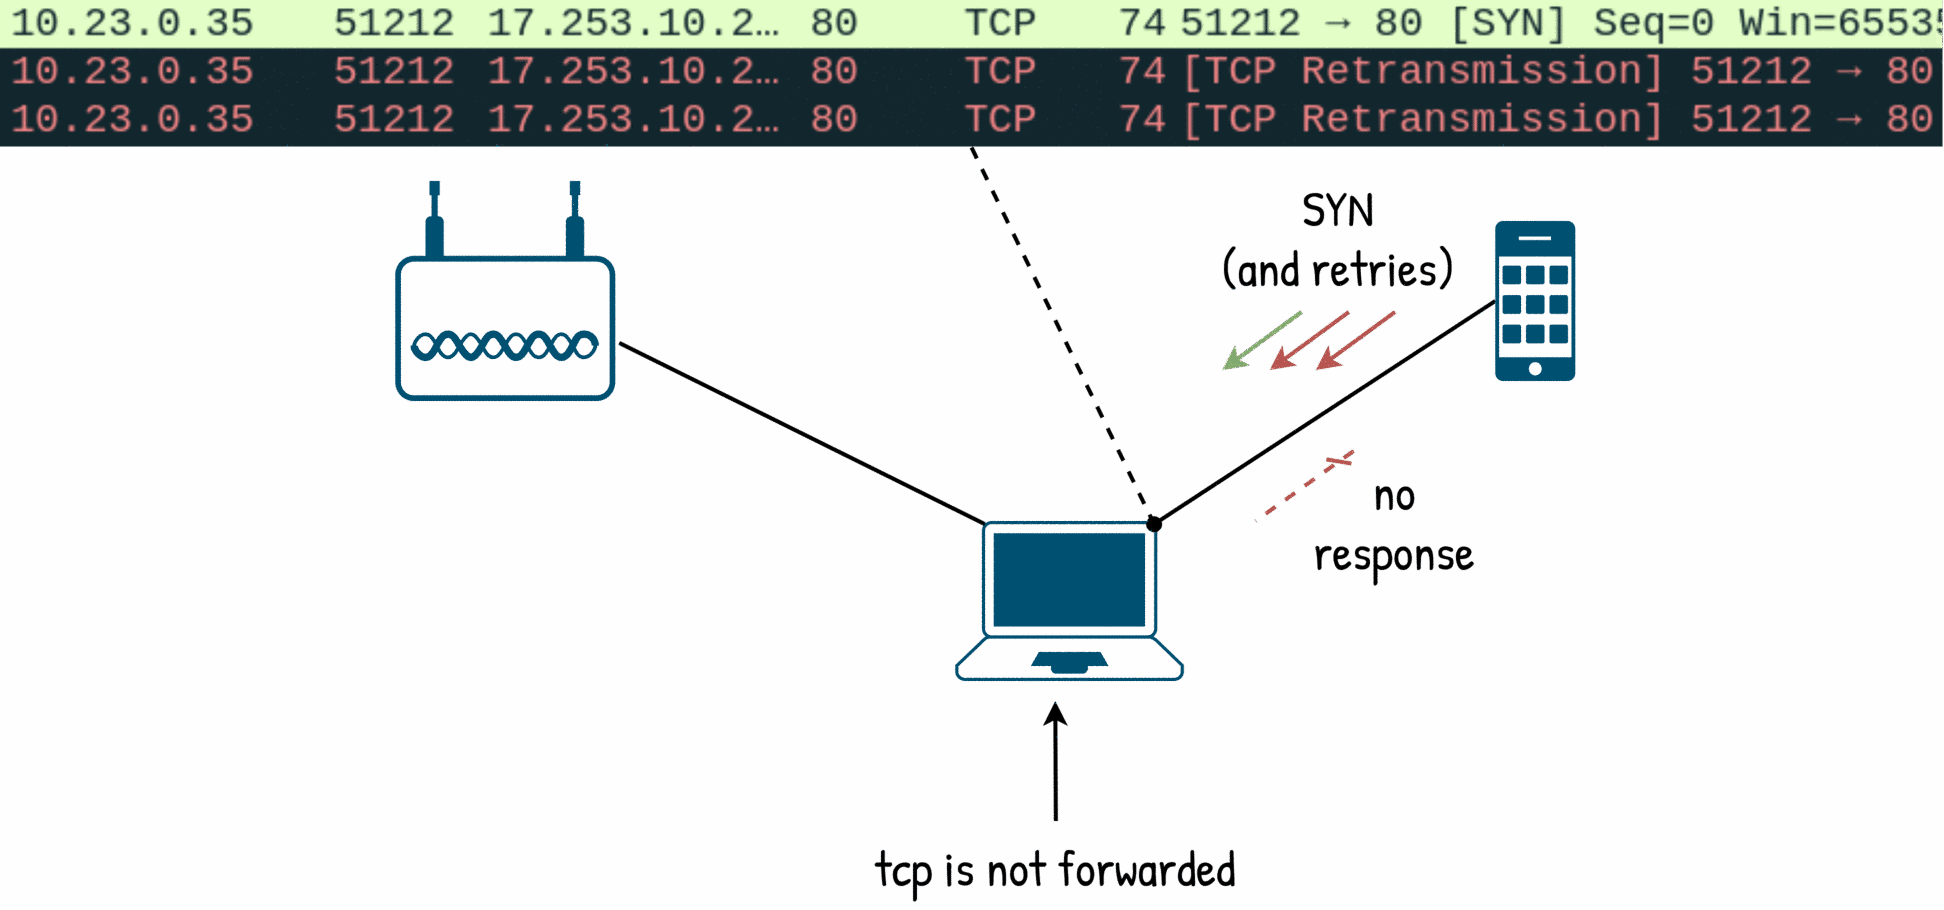 10.23.0.35 51212 17.253.10.2… 80 TCP 74 51212 → 80 [SYN] Seq=0 Win=65535
10.23.0.35 51212 17.253.10.2… 80 TCP 74 [TCP Retransmission] 51212 → 80
10.23.0.35 51212 17.253.10.2… 80 TCP 74 [TCP Retransmission] 51212 → 80
SYN
(and retries)
no
response
tcp is not forwarded